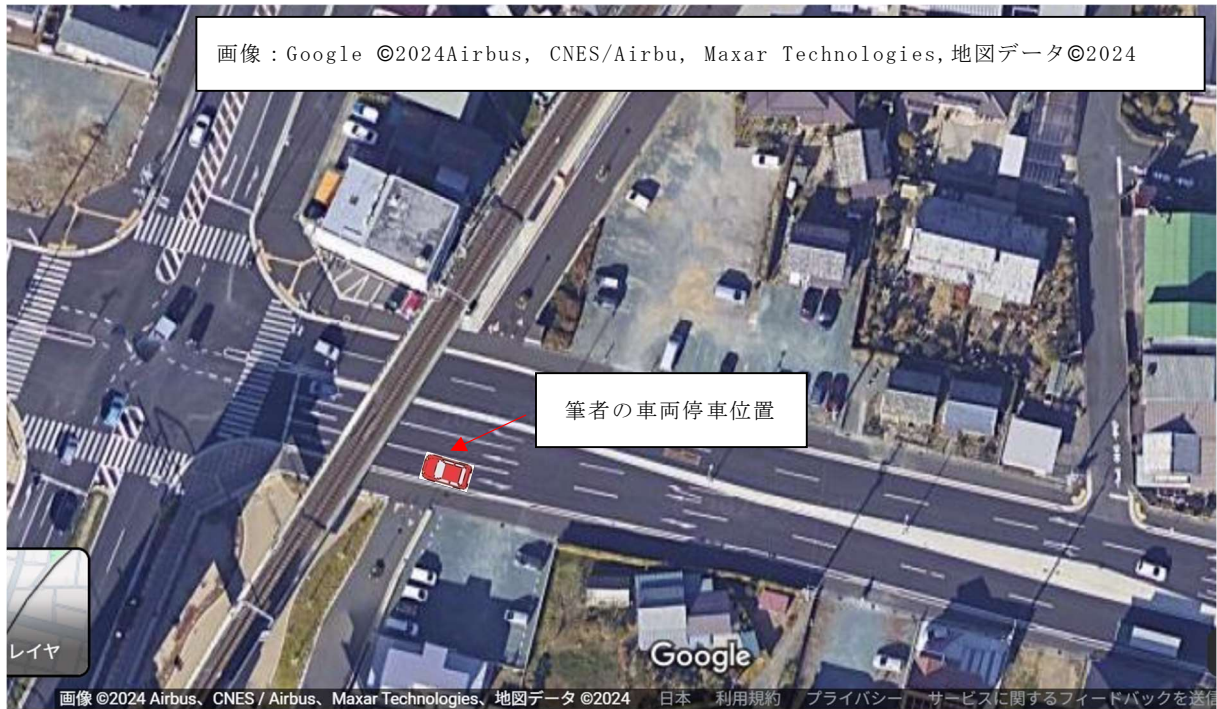 画像：Google ©2024Airbus, CNES/Airbu, Maxar Technologies,地図データ©2024
筆者の車両停車位置
レイヤ
Google
画像 ©2024 Airbus、CNES / Airbus、Maxar Technologies、地図データ ©2024 日本 利用規約 プライバシー サービスに関するフィードバックを送信